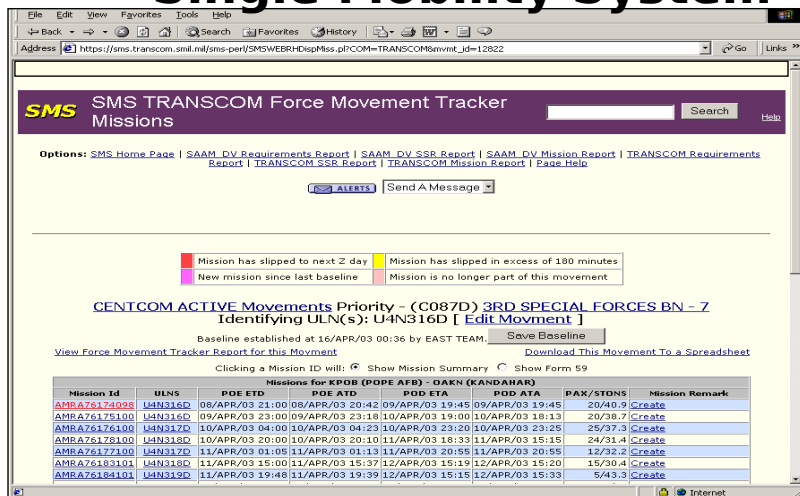 Single Mobility System
File Edit View Favorites Tools Help
Back Search Favorites History
Address https://sms.transcom.smil.mil/sms-perl/SMSWEBRHDispMiss.pl?COM=TRANSCOM&mvmt_id=12822 Go Links »
SMS SMS TRANSCOM Force Movement Tracker
Missions
Search Help
Options: SMS Home Page | SAAM_DV Requirements Report | SAAM_DV SSR Report | SAAM_DV Mission Report | TRANSCOM Requirements
Report | TRANSCOM SSR Report | TRANSCOM Mission Report | Page Help
ALERTS Send A Message
Mission has slipped to next Z day Mission has slipped in excess of 180 minutes
New mission since last baseline Mission is no longer part of this movement
CENTCOM ACTIVE Movements Priority - (C087D) 3RD SPECIAL FORCES BN - 7
Identifying ULN(s): U4N316D [ Edit Movment ]
Baseline established at 16/APR/03 00:36 by EAST TEAM. Save Baseline
View Force Movement Tracker Report for this Movment Download This Movement To a Spreadsheet
Clicking a Mission ID will: Show Mission Summary Show Form 59
Missions for KPOB (POPE AFB) - OAKN (KANDAHAR)
Mission Id ULNS POE ETD POE ATD POD ETA POD ATA PAX/STONS Mission Remark
AMRA76174098 U4N316D 08/APR/03 21:00 08/APR/03 20:42 09/APR/03 19:45 09/APR/03 19:45 20/40.9 Create
AMRA76175100 U4N316D 09/APR/03 23:00 09/APR/03 23:18 10/APR/03 19:00 10/APR/03 18:13 20/38.7 Create
AMRA76176100 U4N317D 10/APR/03 04:00 10/APR/03 04:23 10/APR/03 23:20 10/APR/03 23:25 25/37.3 Create
AMRA76178100 U4N318D 10/APR/03 20:00 10/APR/03 20:10 11/APR/03 18:33 11/APR/03 15:15 24/31.4 Create
AMRA76177100 U4N317D 11/APR/03 01:05 11/APR/03 01:13 11/APR/03 20:55 11/APR/03 20:55 12/32.2 Create
AMRA76183101 U4N318D 11/APR/03 15:00 11/APR/03 15:37 12/APR/03 15:19 12/APR/03 15:20 15/30.4 Create
AMRA76184101 U4N319D 11/APR/03 19:48 11/APR/03 19:39 12/APR/03 15:15 12/APR/03 15:33 5/43.3 Create
Internet